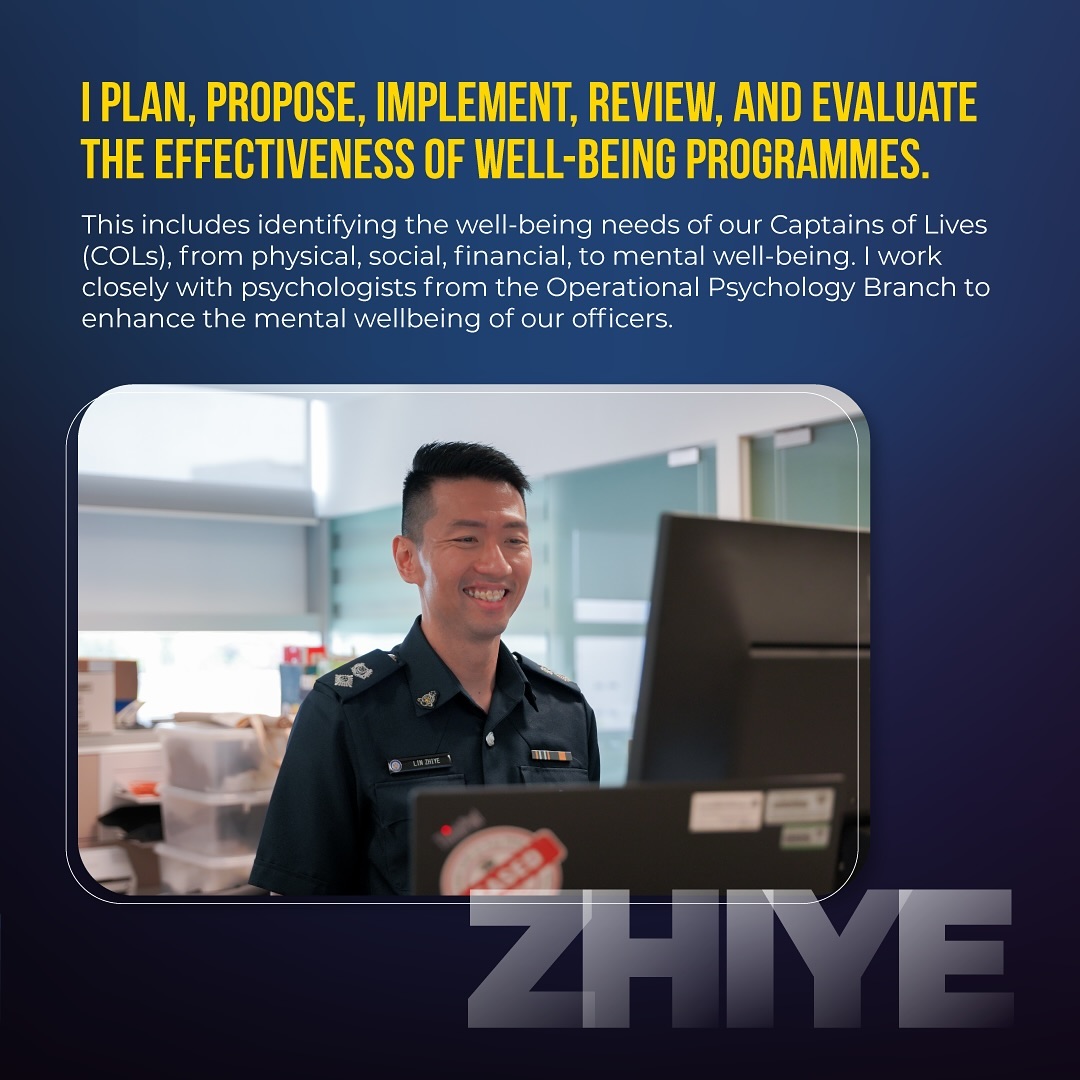 I PLAN, PROPOSE, IMPLEMENT, REVIEW, AND EVALUATE
THE EFFECTIVENESS OF WELL-BEING PROGRAMMES.
This includes identifying the well-being needs of our Captains of Lives
(COLs), from physical, social, financial, to mental well-being. I work
closely with psychologists from the Operational Psychology Branch to
enhance the mental wellbeing of our officers.
LIN ZHIYE
ZHIYE